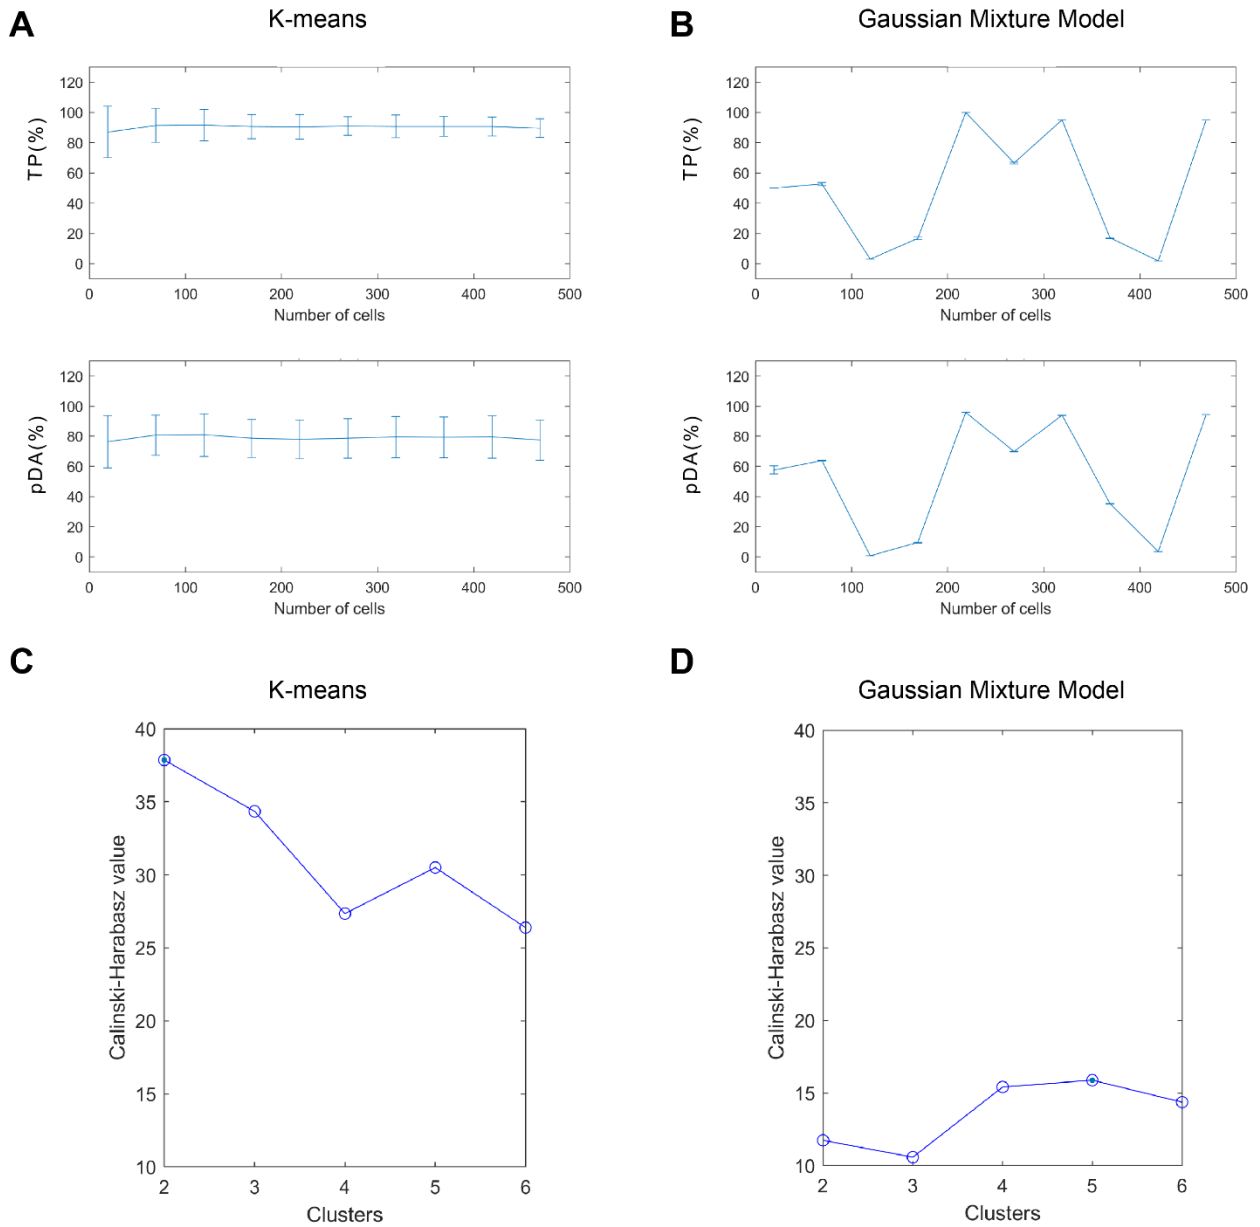 A
K-means
B
Gaussian Mixture Model
120
100
80
60
40
20
0
TP(%)
0 100 200 300 400 500
Number of cells
120
100
80
60
40
20
0
TP(%)
0 100 200 300 400 500
Number of cells
120
100
80
60
40
20
0
pDA(%)
0 100 200 300 400 500
Number of cells
120
100
80
60
40
20
0
pDA(%)
0 100 200 300 400 500
Number of cells
C
K-means
40
35
30
25
20
15
10
Calinski-Harabasz value
2 3 4 5 6
Clusters
D
Gaussian Mixture Model
40
35
30
25
20
15
10
Calinski-Harabasz value
2 3 4 5 6
Clusters